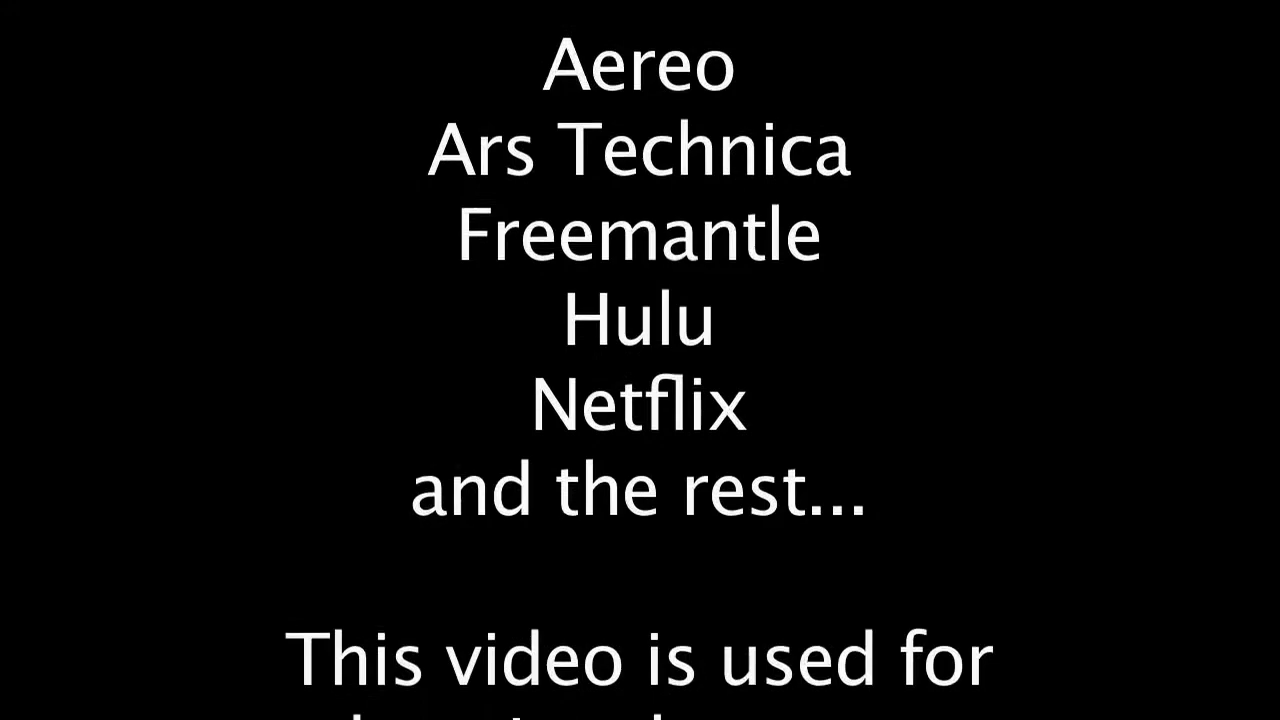 Aereo
Ars Technica
Freemantle
Hulu
Netflix
and the rest...
This video is used for